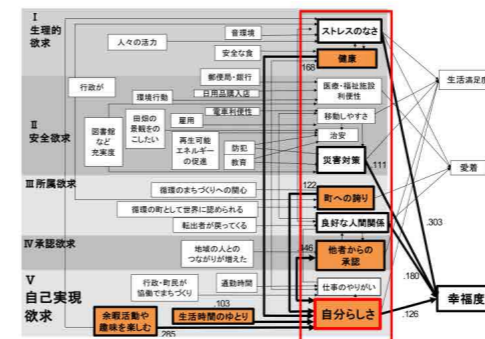 Ⅰ
生理的
欲求
音環境
人々の活力
安全な食
ストレスのなさ
健康
.168
郵便局・銀行
日用品購入店
行政が
環境行動
電車利便性
医療・福祉施設
利便性
生活満足度
移動しやすさ
Ⅱ
安全欲求
図書館
など
充実度
田畑の
景観をの
こしたい
雇用
再生可能
エネルギー
の促進
防犯
教育
治安
災害対策
.111
愛着
Ⅲ所属欲求
循環のまちづくりへの関心
.122
町への誇り
循環の町として世界に認められる
転出者が戻ってくる
良好な人間関係
.303
Ⅳ承認欲求
地域の人との
つながりが増えた
.146
他者からの
承認
Ⅴ
自己実現
欲求
行政・町民が
協働でまちづくり
通勤時間
仕事のやりがい
.180
幸福度
.103
余暇活動や
趣味を楽しむ
生活時間のゆとり
自分らしさ
.126
.285